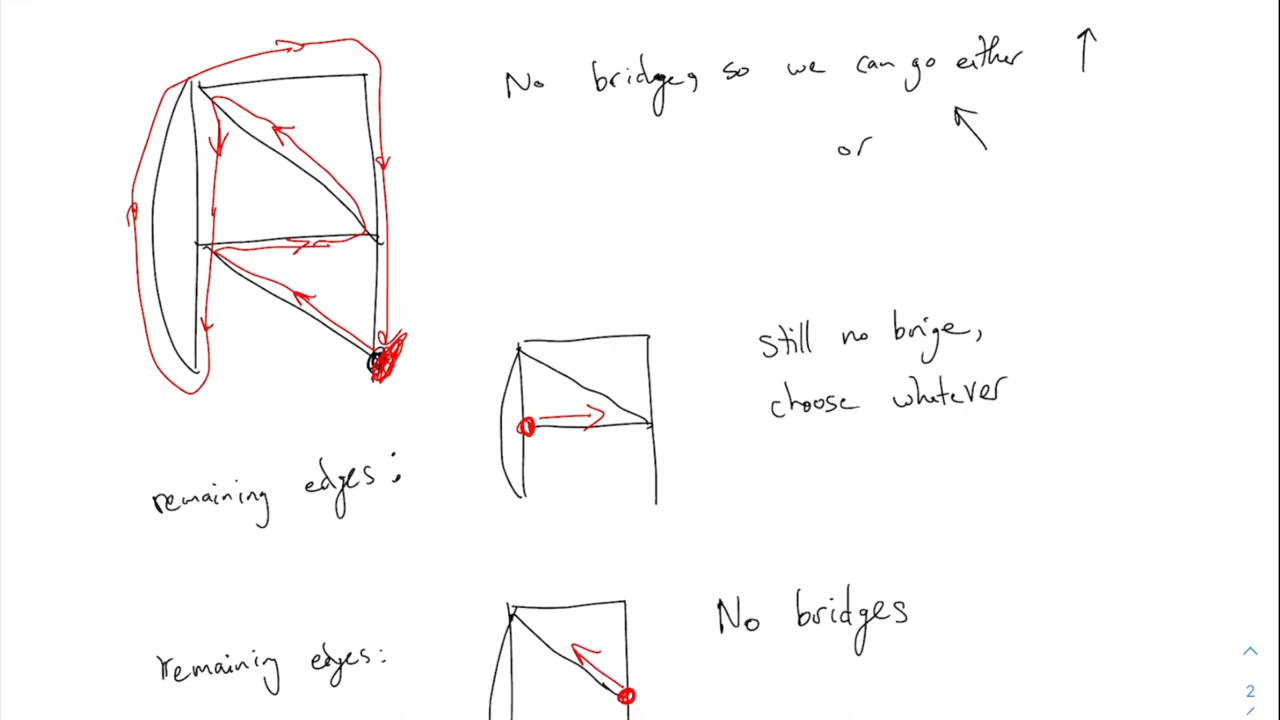 No bridge, so we can go either
or
still no brige,
choose whatever
remaining edges:
No bridges
remaining edges:
2